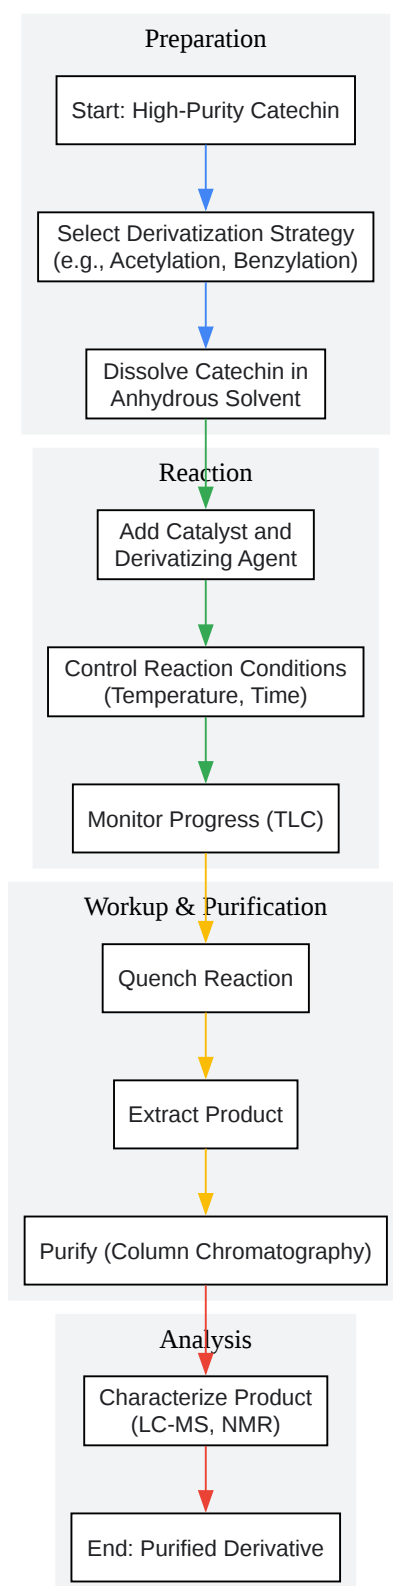 Preparation
Start: High-Purity Catechin
Select Derivatization Strategy
(e.g., Acetylation, Benzylation)
Dissolve Catechin in
Anhydrous Solvent
Reaction
Add Catalyst and
Derivatizing Agent
Control Reaction Conditions
(Temperature, Time)
Monitor Progress (TLC)
Workup & Purification
Quench Reaction
Extract Product
Purify (Column Chromatography)
Analysis
Characterize Product
(LC-MS, NMR)
End: Purified Derivative